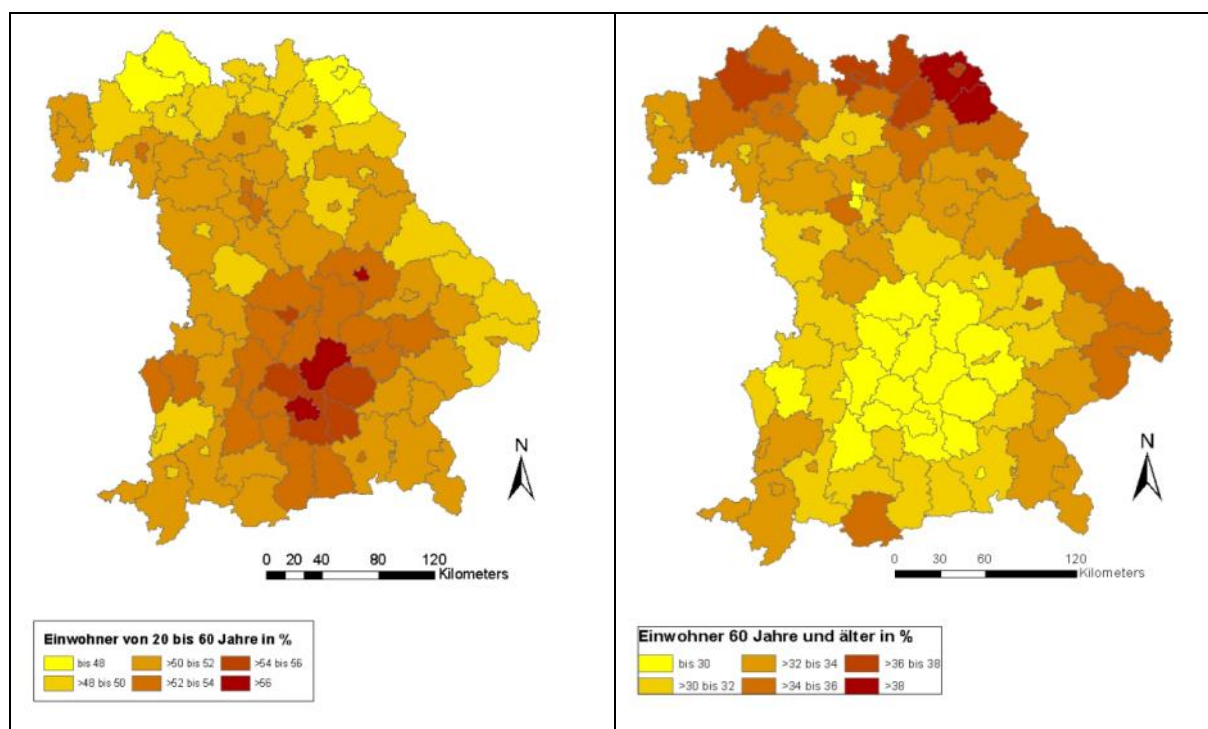 N
0 20 40 80 120
Kilometers
Einwohner von 20 bis 60 Jahre in %
bis 48 >50 bis 52 >54 bis 56
>48 bis 50 >52 bis 54 >56
N
0 30 60 120
Kilometers
Einwohner 60 Jahre und älter in %
bis 30 >32 bis 34 >36 bis 38
>30 bis 32 >34 bis 36 >38